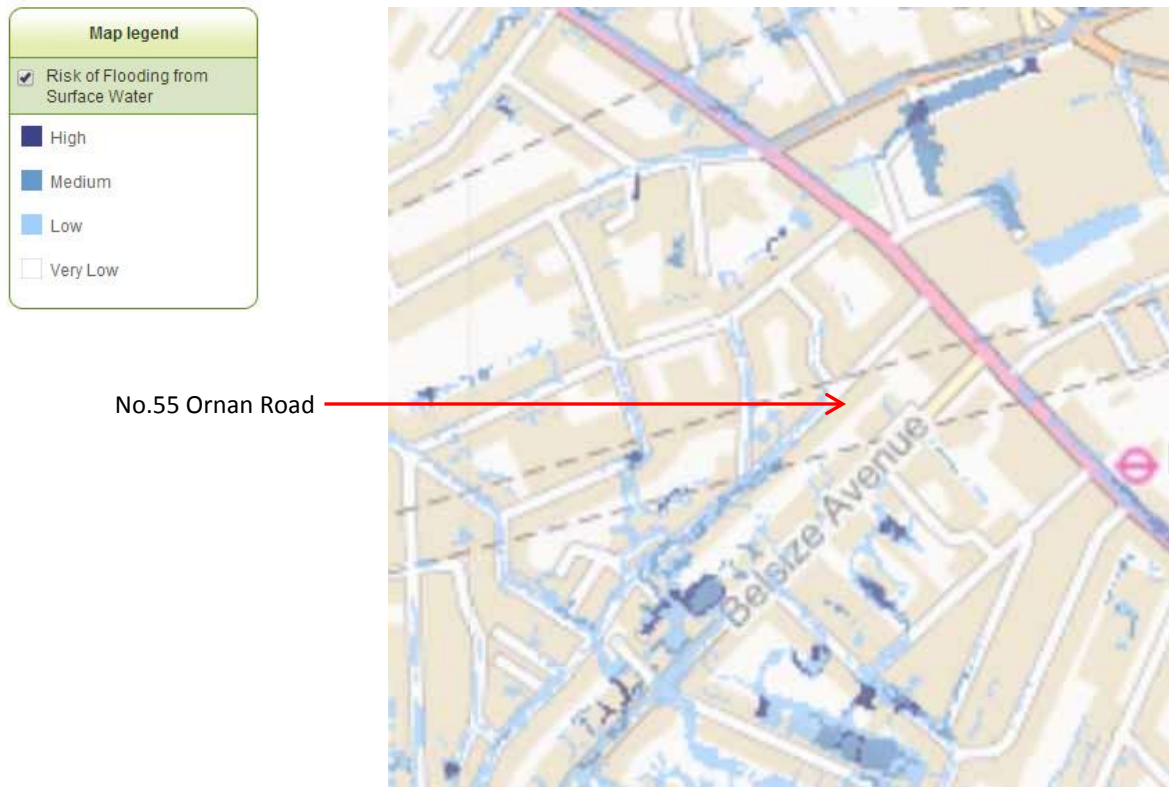 Map legend
Risk of Flooding from
Surface Water
High
Medium
Low
Very Low
No.55 Ornan Road
Belsize Avenue